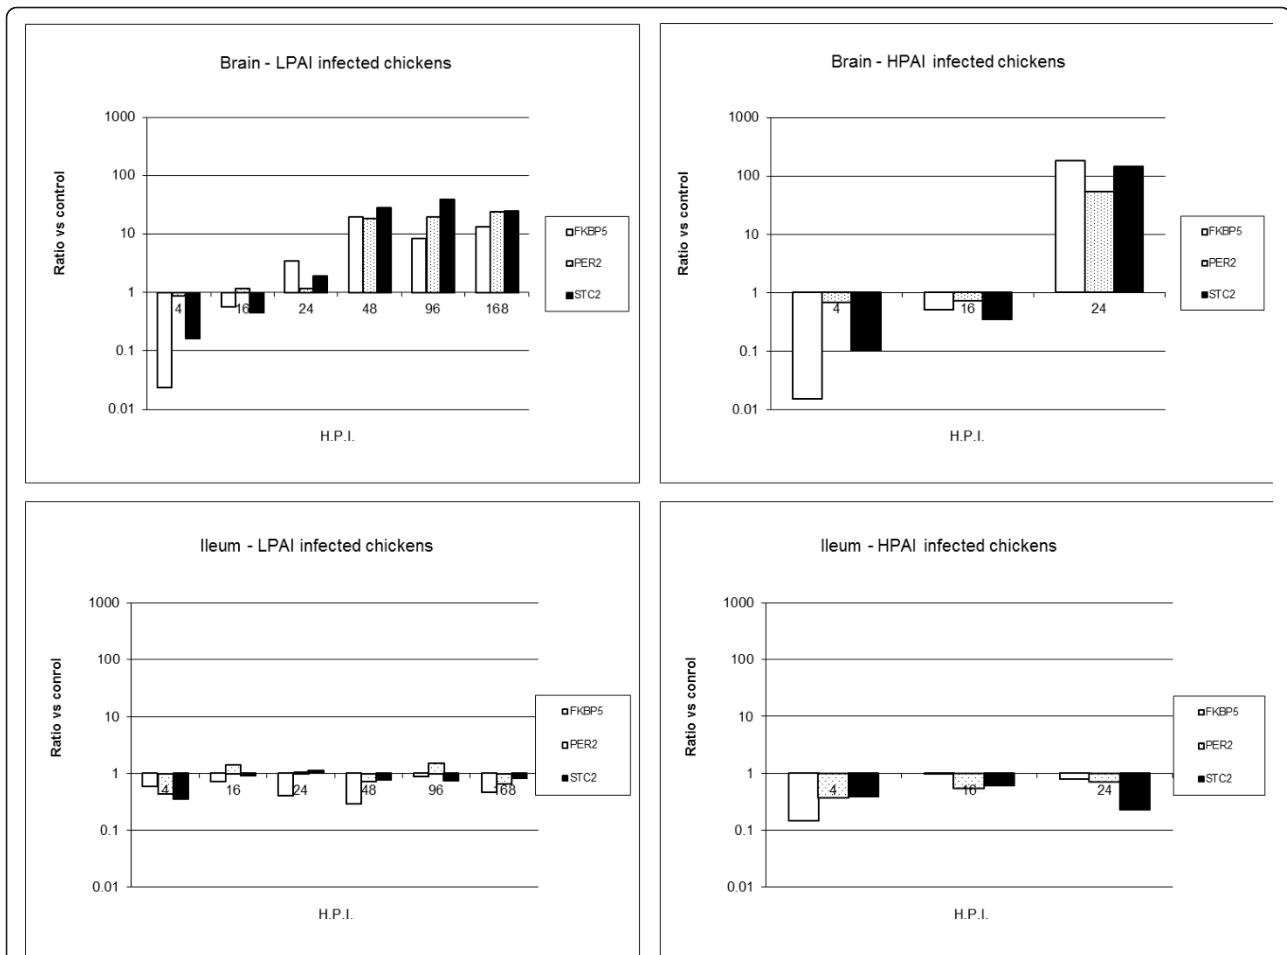 Brain - LPAI infected chickens
Ratio vs control
1000
100
10
1
0.1
0.01
4 16 24 48 96 168
H.P.I.
FKBP5
PER2
STC2
Brain - HPAI infected chickens
Ratio vs control
1000
100
10
1
0.1
0.01
4 16 24
H.P.I.
FKBP5
PER2
STC2
Ileum - LPAI infected chickens
Ratio vs conrol
1000
100
10
1
0.1
0.01
4 16 24 48 96 168
H.P.I.
FKBP5
PER2
STC2
Ileum - HPAI infected chickens
Ratio vs control
1000
100
10
1
0.1
0.01
4 16 24
H.P.I.
FKBP5
PER2
STC2